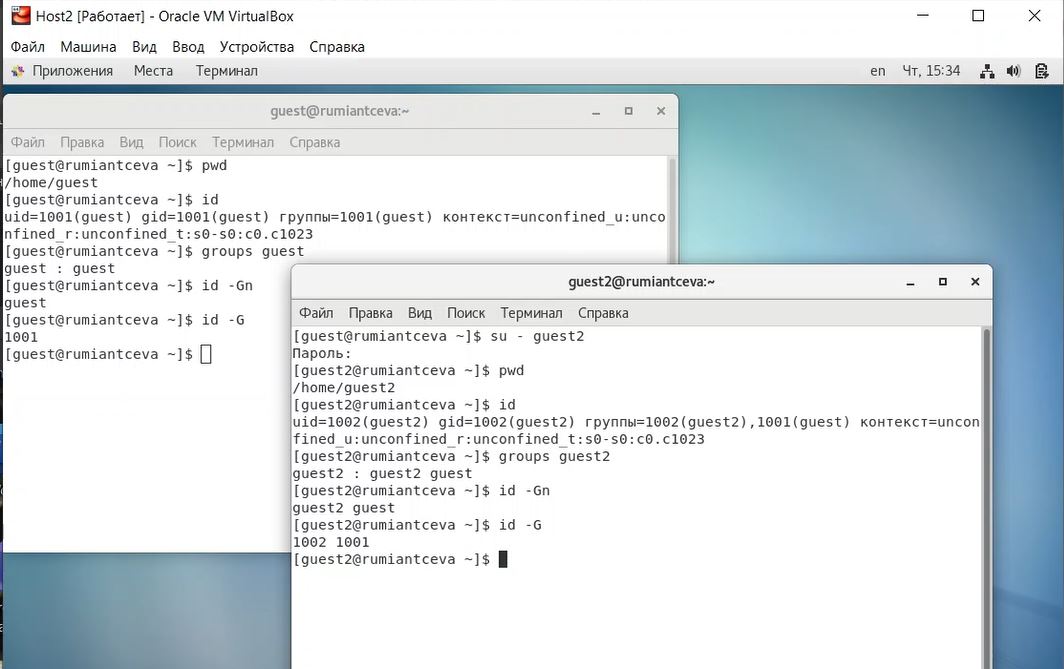 Host2 [Работает] - Oracle VM VirtualBox
Файл Машина Вид Ввод Устройства Справка
Приложения Места Терминал en Чт, 15:34
guest@rumiantceva:~
Файл Правка Вид Поиск Терминал Справка
[guest@rumiantceva ~]$ pwd
/home/guest
[guest@rumiantceva ~]$ id
uid=1001(guest) gid=1001(guest) группы=1001(guest) контекст=unconfined_u:unco
nfined_r:unconfined_t:s0-s0:c0.c1023
[guest@rumiantceva ~]$ groups guest
guest : guest
[guest@rumiantceva ~]$ id -Gn
guest
[guest@rumiantceva ~]$ id -G
1001
[guest@rumiantceva ~]$
guest2@rumiantceva:~
Файл Правка Вид Поиск Терминал Справка
[guest@rumiantceva ~]$ su - guest2
Пароль:
[guest2@rumiantceva ~]$ pwd
/home/guest2
[guest2@rumiantceva ~]$ id
uid=1002(guest2) gid=1002(guest2) группы=1002(guest2),1001(guest) контекст=uncon
fined_u:unconfined_r:unconfined_t:s0-s0:c0.c1023
[guest2@rumiantceva ~]$ groups guest2
guest2 : guest2 guest
[guest2@rumiantceva ~]$ id -Gn
guest2 guest
[guest2@rumiantceva ~]$ id -G
1002 1001
[guest2@rumiantceva ~]$